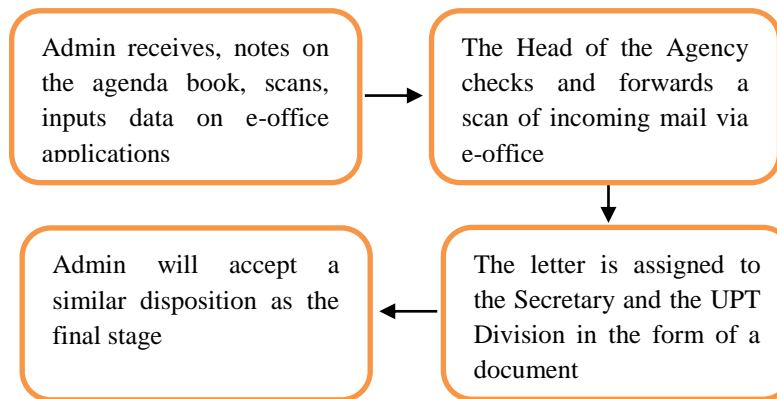 Admin receives, notes on
the agenda book, scans,
inputs data on e-office
applications
The Head of the Agency
checks and forwards a
scan of incoming mail via
e-office
The letter is assigned to
the Secretary and the UPT
Division in the form of a
document
Admin will accept a
similar disposition as the
final stage